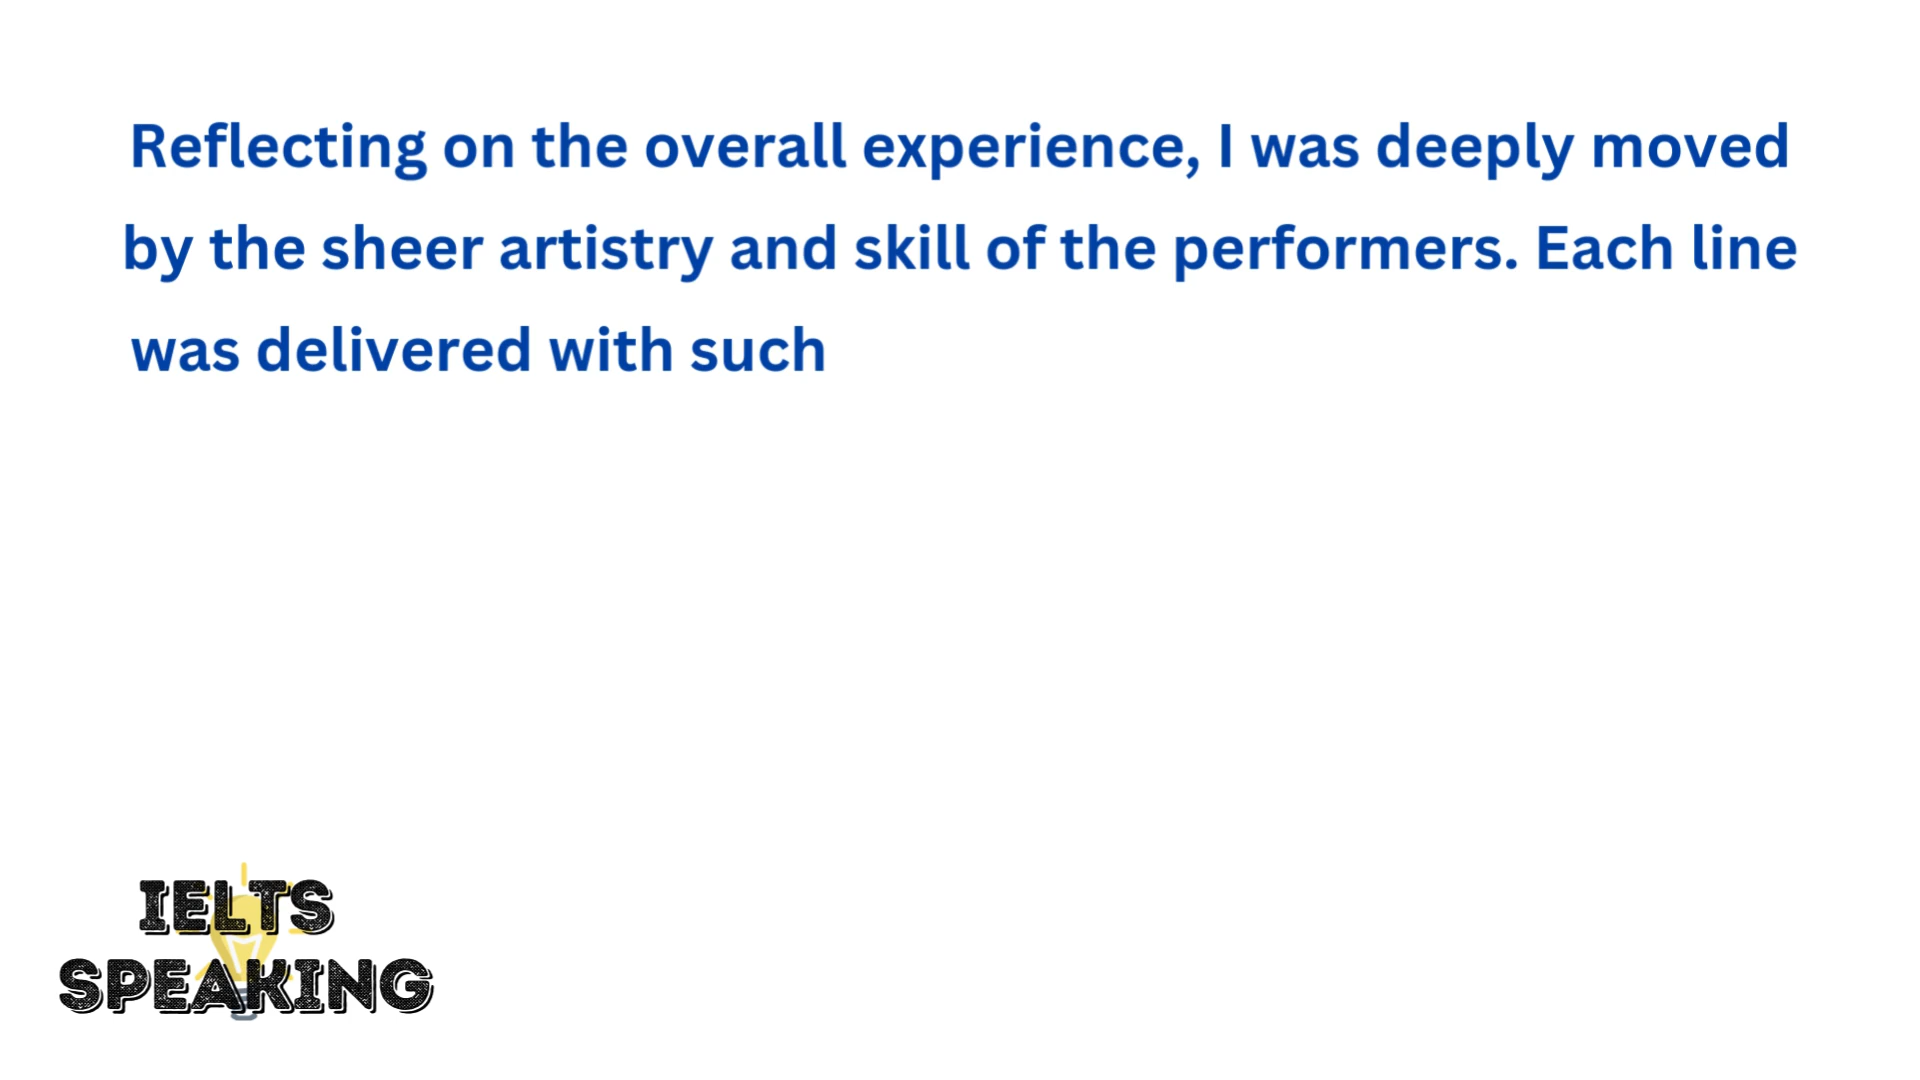 Reflecting on the overall experience, I was deeply moved
by the sheer artistry and skill of the performers. Each line
was delivered with such
IELTS
SPEAKING